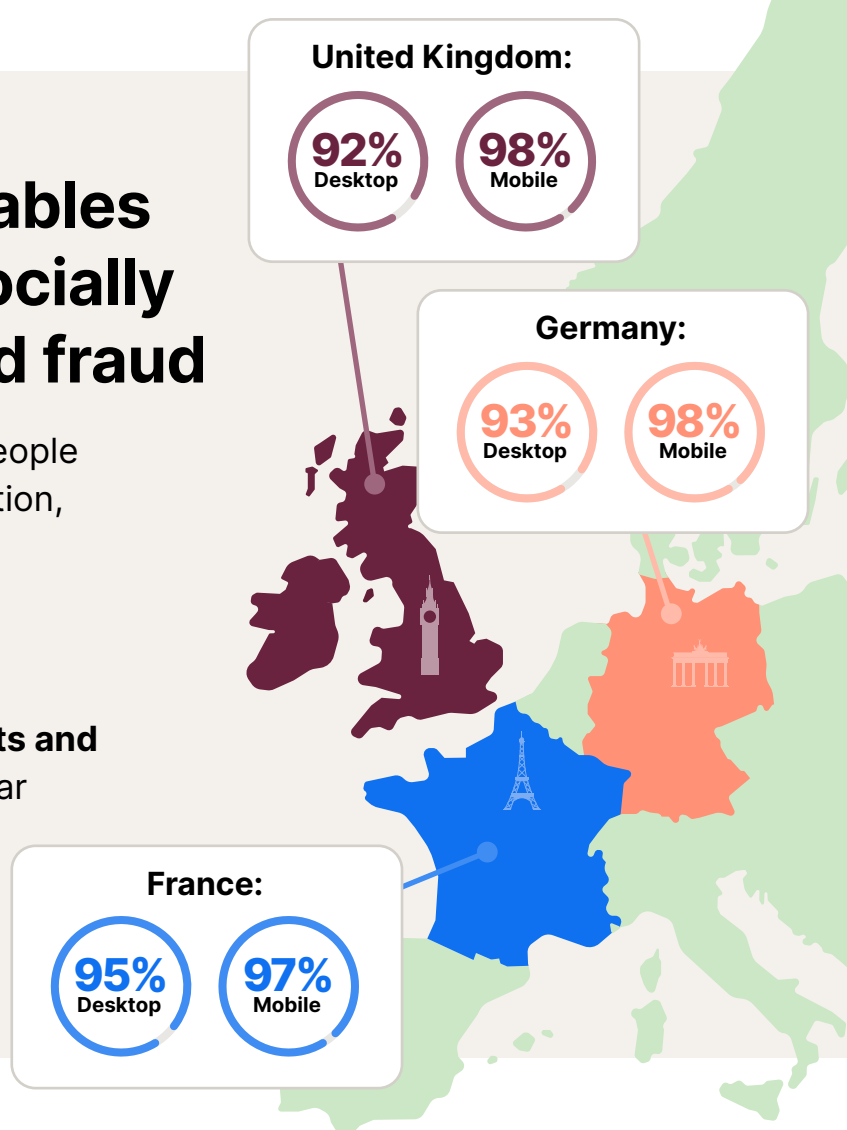 United Kingdom:
92% 98%
Desktop Mobile
ables
ocially
d fraud
eople
tion,
ts and
ar
Germany:
93% 98%
Desktop Mobile
France:
95% 97%
Desktop Mobile